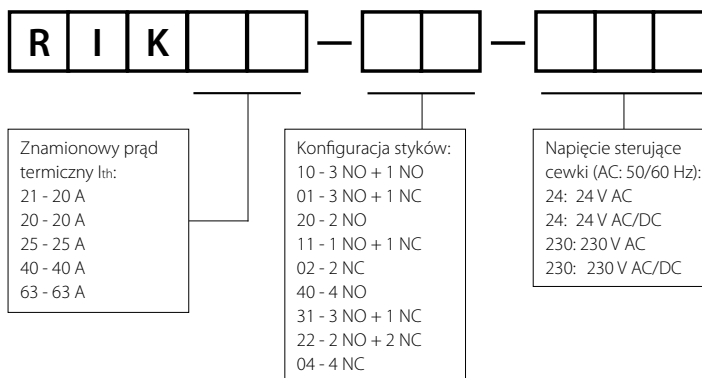 RIK - -
Znamionowy prąd
termiczny Ith:
21 - 20 A
20 - 20 A
25 - 25 A
40 - 40 A
63 - 63 A
Konfiguracja styków:
10 - 3 NO + 1 NO
01 - 3 NO + 1 NC
20 - 2 NO
11 - 1 NO + 1 NC
02 - 2 NC
40 - 4 NO
31 - 3 NO + 1 NC
22 - 2 NO + 2 NC
04 - 4 NC
Napięcie sterujące
cewki (AC: 50/60 Hz):
24: 24 V AC
24: 24 V AC/DC
230: 230 V AC
230: 230 V AC/DC